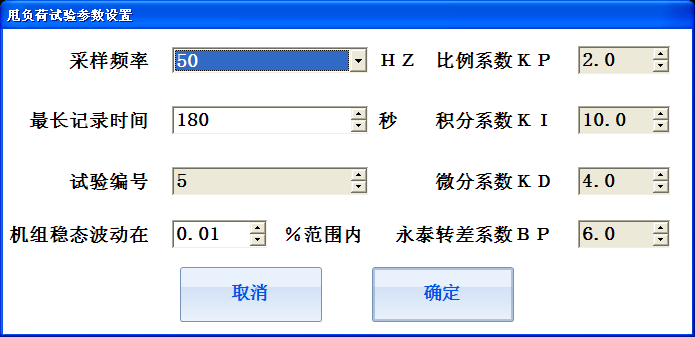 甩负荷试验参数设置
采样频率 50 ＨＺ 比例系数ＫＰ 2.0
最长记录时间 180 秒 积分系数ＫＩ 10.0
试验编号 5 微分系数ＫＤ 4.0
机组稳态波动在 0.01 ％范围内 永泰转差系数ＢＰ 6.0
取消 确定